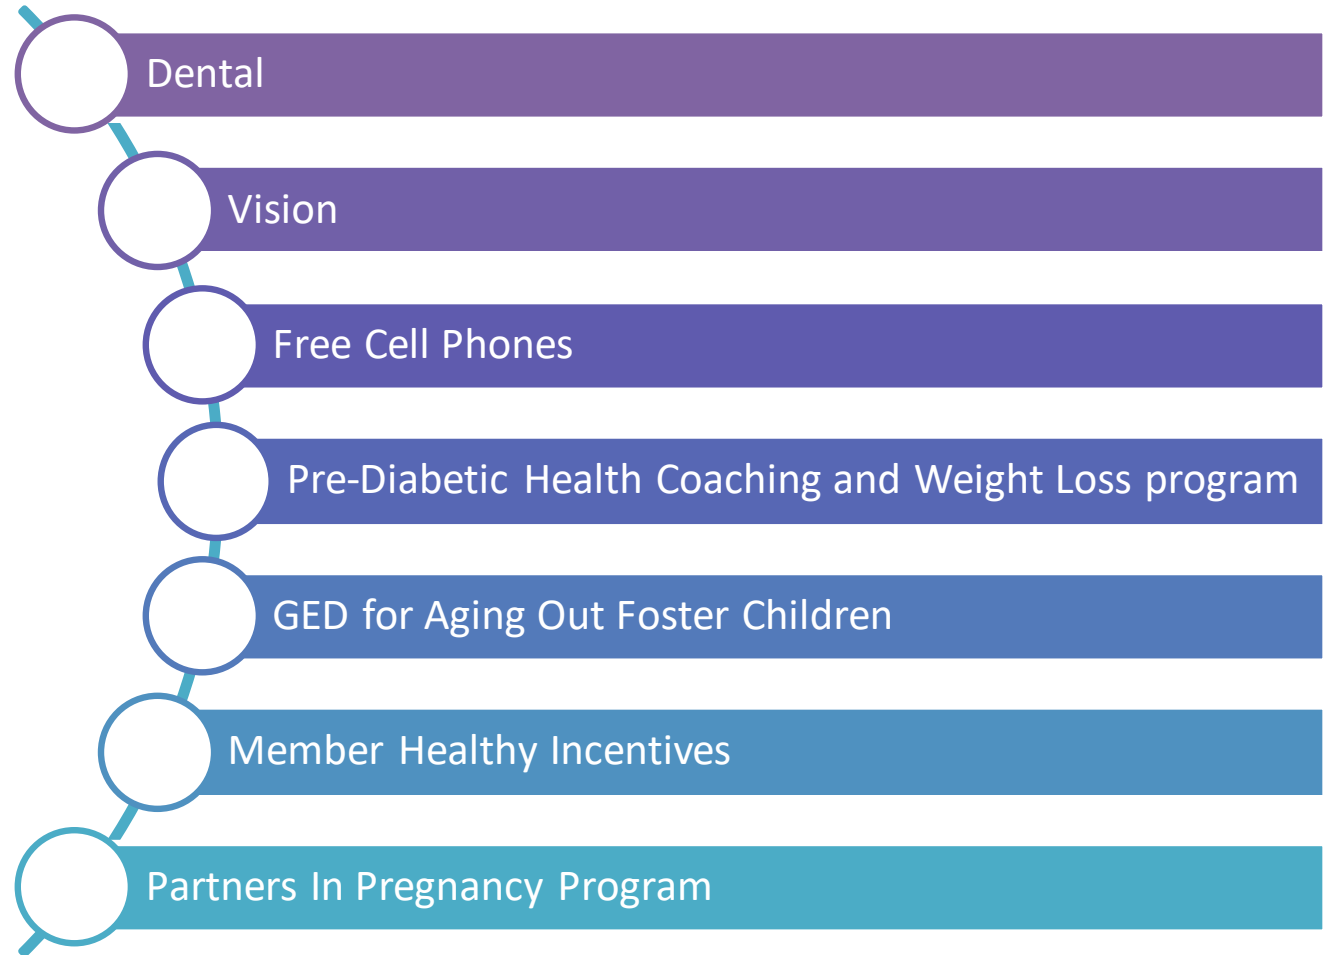 Dental
Vision
Free Cell Phones
Pre-Diabetic Health Coaching and Weight Loss program
GED for Aging Out Foster Children
Member Healthy Incentives
Partners In Pregnancy Program